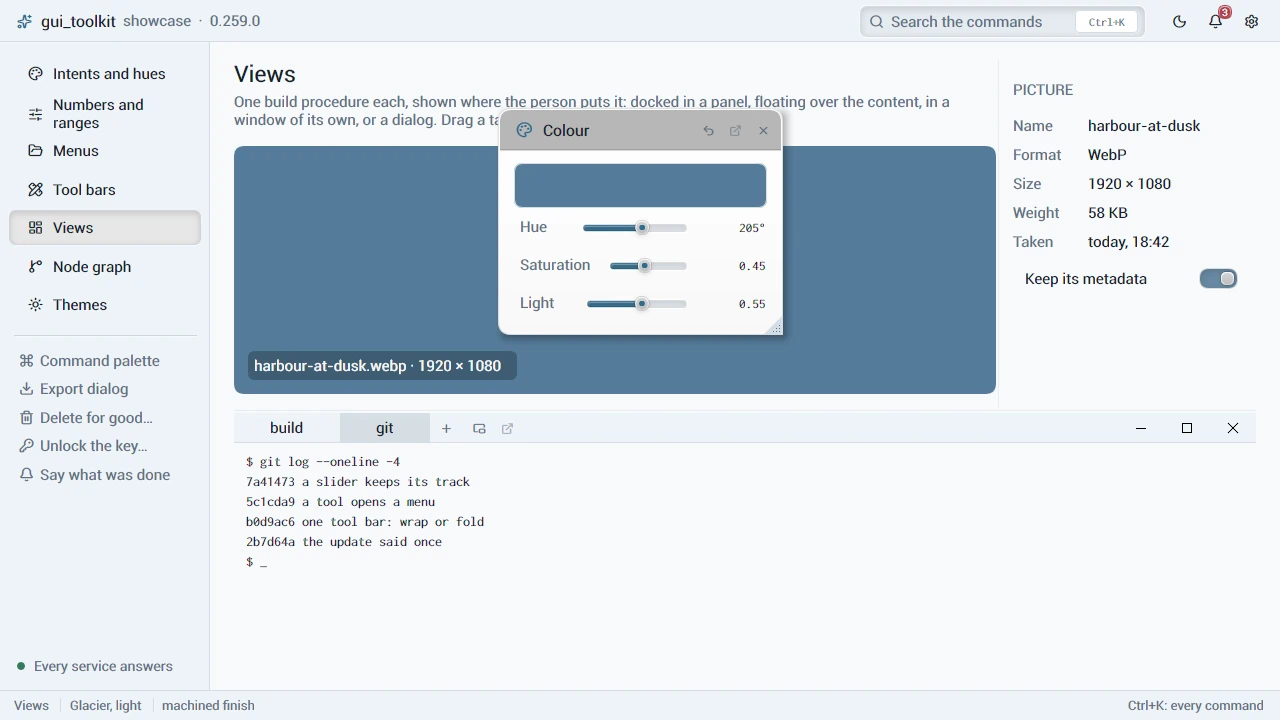 gui_toolkit showcase · 0.259.0
Search the commands Ctrl+K
3
Intents and hues
Numbers and ranges
Menus
Tool bars
Views
Node graph
Themes
Command palette
Export dialog
Delete for good...
Unlock the key...
Say what was done
Every service answers
Views
One build procedure each, shown where the person puts it: docked in a panel, floating over the content, in a
window of its own, or a dialog. Drag a
Colour
Hue 205°
Saturation 0.45
Light 0.55
harbour-at-dusk.webp · 1920 × 1080
PICTURE
Name harbour-at-dusk
Format WebP
Size 1920 × 1080
Weight 58 KB
Taken today, 18:42
Keep its metadata
build git
$ git log --oneline -4
7a41473 a slider keeps its track
5c1cda9 a tool opens a menu
b0d9ac6 one tool bar: wrap or fold
2b7d64a the update said once
$ _
Views Glacier, light machined finish
Ctrl+K: every command